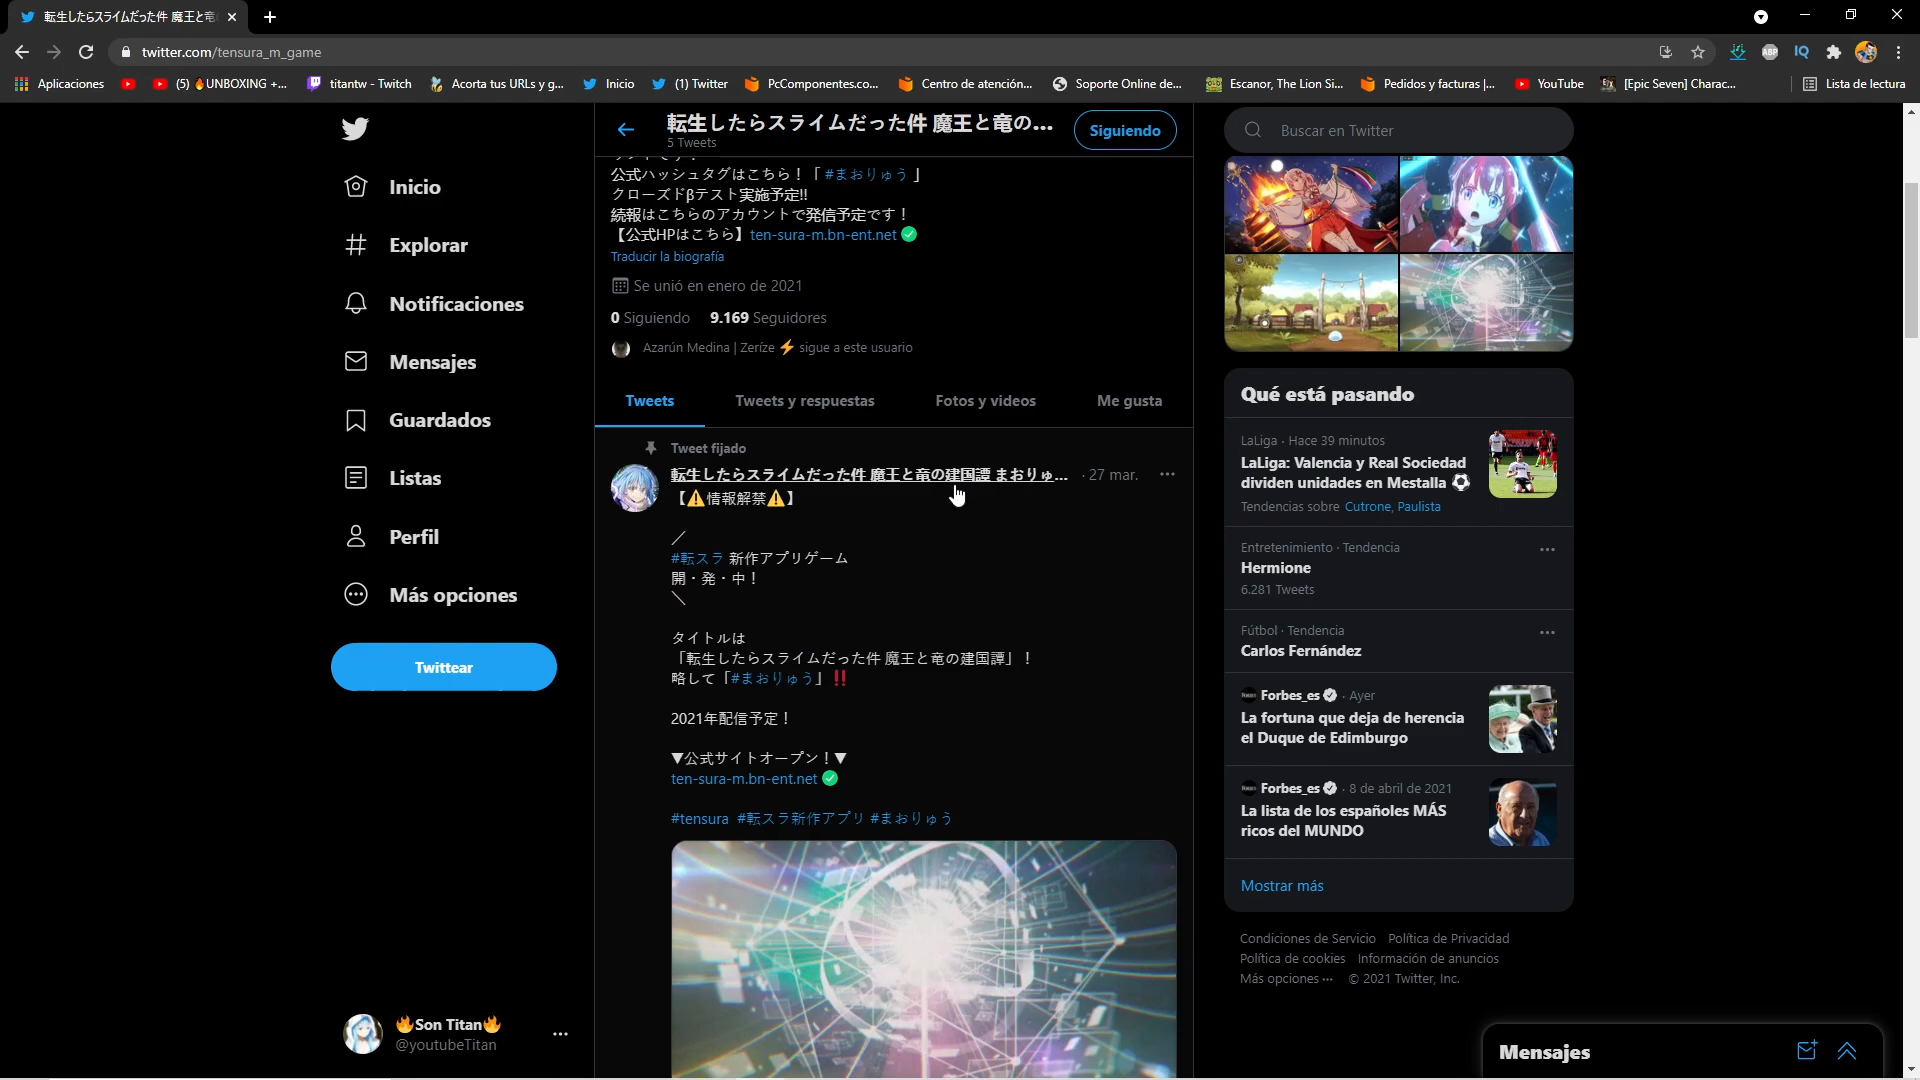 転生したらスライムだった件 魔王と竜
twitter.com/tensura_m_game
Aplicaciones
(5) 🔥UNBOXING +...
titantw - Twitch
Acorta tus URLs y g...
Inicio
(1) Twitter
PcComponentes.co...
Centro de atención...
Soporte Online de...
Escanor, The Lion Si...
Pedidos y facturas |...
YouTube
[Epic Seven] Charac...
Lista de lectura
Inicio
Explorar
Notificaciones
Mensajes
Guardados
Listas
Perfil
Más opciones
Twittear
🔥Son Titan🔥
@youtubeTitan
転生したらスライムだった件 魔王と竜の...
5 Tweets
Siguiendo
公式ハッシュタグはこちら！「 #まおりゅう 」
クローズドβテスト実施予定!!
続報はこちらのアカウントで発信予定です！
【公式HPはこちら】ten-sura-m.bn-ent.net
Traducir la biografía
Se unió en enero de 2021
0 Siguiendo 9.169 Seguidores
Azarún Medina | Zeríze ⚡ sigue a este usuario
Tweets
Tweets y respuestas
Fotos y videos
Me gusta
Tweet fijado
転生したらスライムだった件 魔王と竜の建国譚 まおりゅ... · 27 mar.
【⚠情報解禁⚠】
／
#転スラ 新作アプリゲーム
開・発・中！
＼
タイトルは
「転生したらスライムだった件 魔王と竜の建国譚」！
略して「#まおりゅう」‼
2021年配信予定！
▼公式サイトオープン！▼
ten-sura-m.bn-ent.net
#tensura #転スラ新作アプリ #まおりゅう
Buscar en Twitter
Qué está pasando
LaLiga · Hace 39 minutos
LaLiga: Valencia y Real Sociedad
dividen unidades en Mestalla ⚽
Tendencias sobre Cutrone, Paulista
Entretenimiento · Tendencia
Hermione
6.281 Tweets
Fútbol · Tendencia
Carlos Fernández
Forbes_es · Ayer
La fortuna que deja de herencia
el Duque de Edimburgo
Forbes_es · 8 de abril de 2021
La lista de los españoles MÁS
ricos del MUNDO
Mostrar más
Condiciones de Servicio Política de Privacidad
Política de cookies Información de anuncios
Más opciones ··· © 2021 Twitter, Inc.
Mensajes